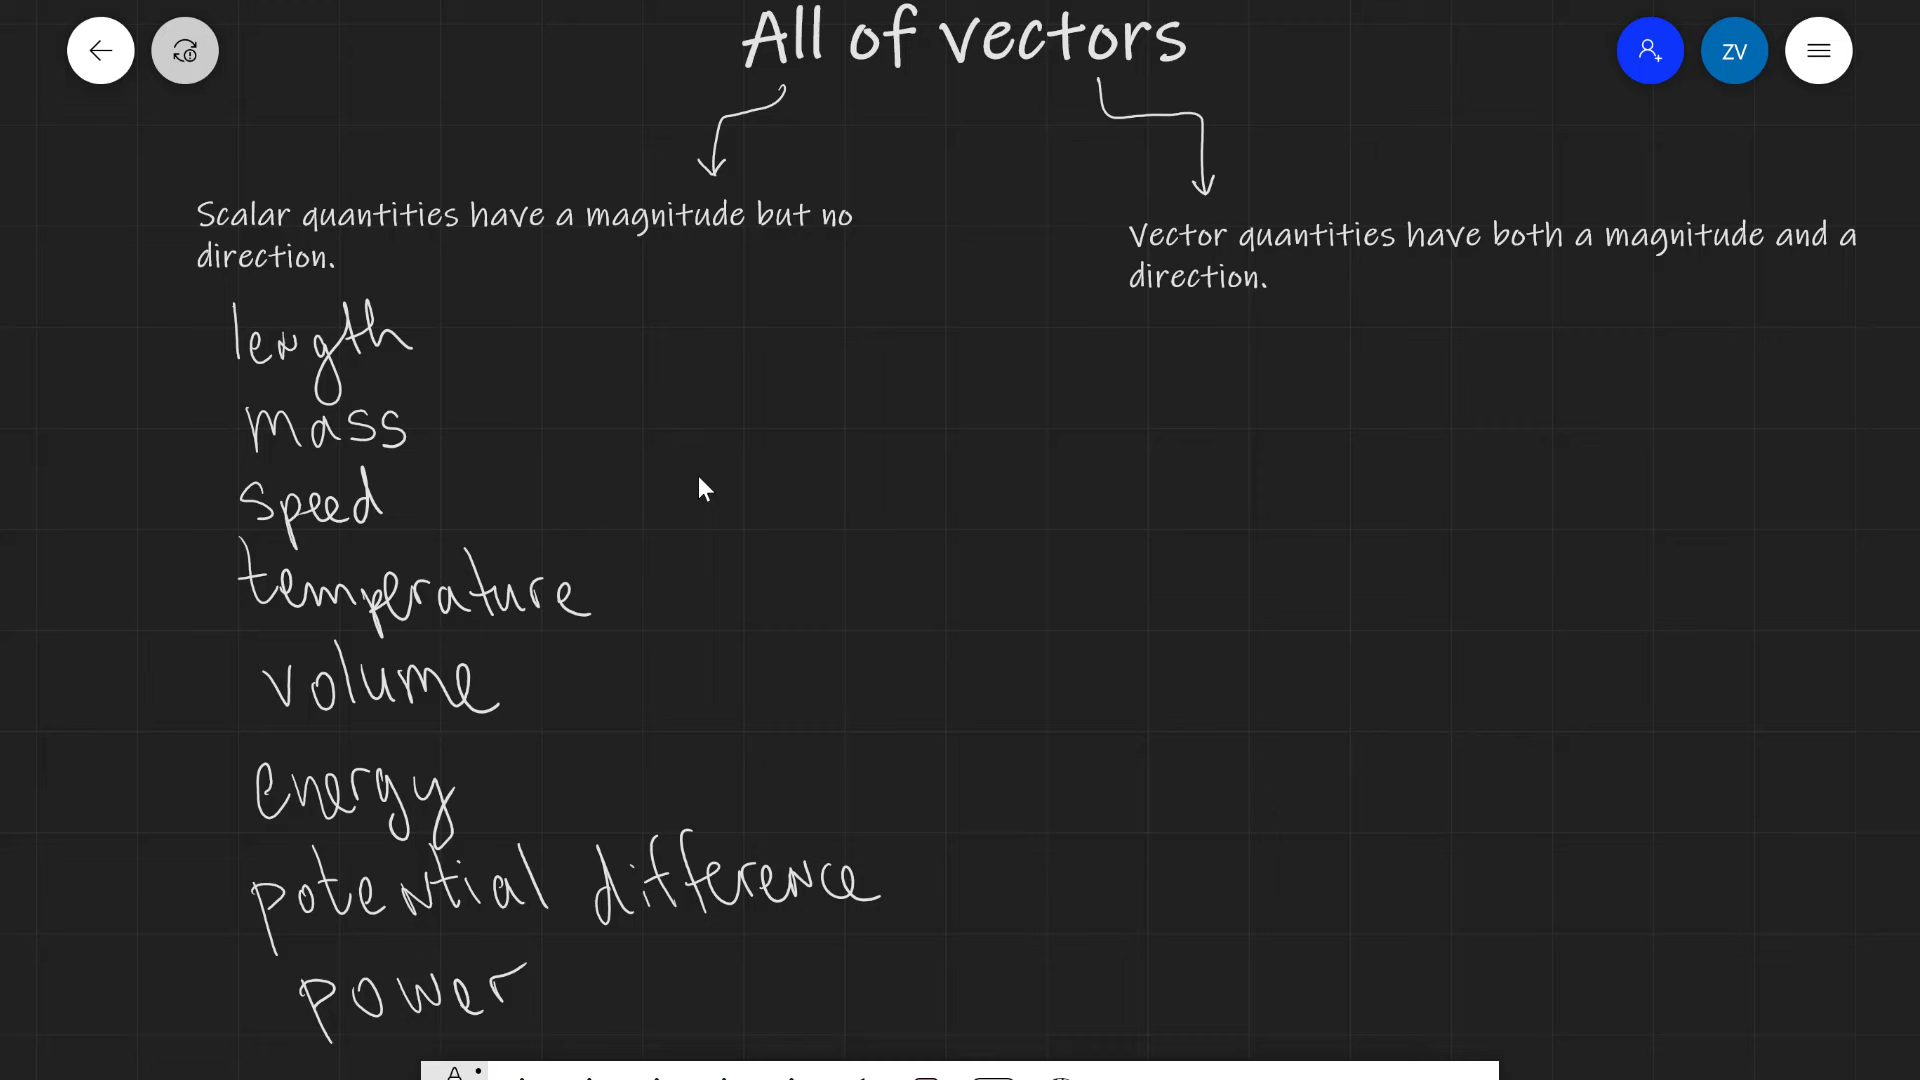 All of vectors
ZV
Scalar quantities have a magnitude but no
direction.
Vector quantities have both a magnitude and a
direction.
length
mass
speed
temperature
volume
energy
potential difference
power